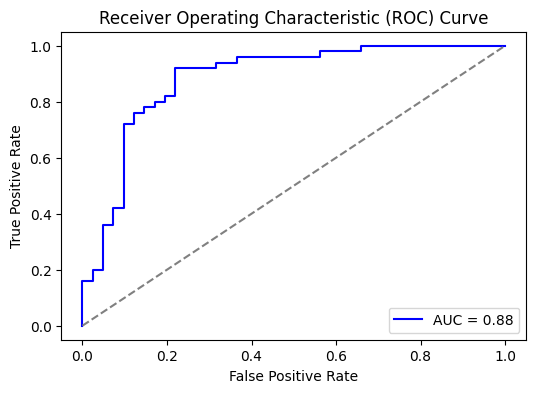 Receiver Operating Characteristic (ROC) Curve
True Positive Rate
1.0
0.8
0.6
0.4
0.2
0.0
AUC = 0.88
0.0 0.2 0.4 0.6 0.8 1.0
False Positive Rate